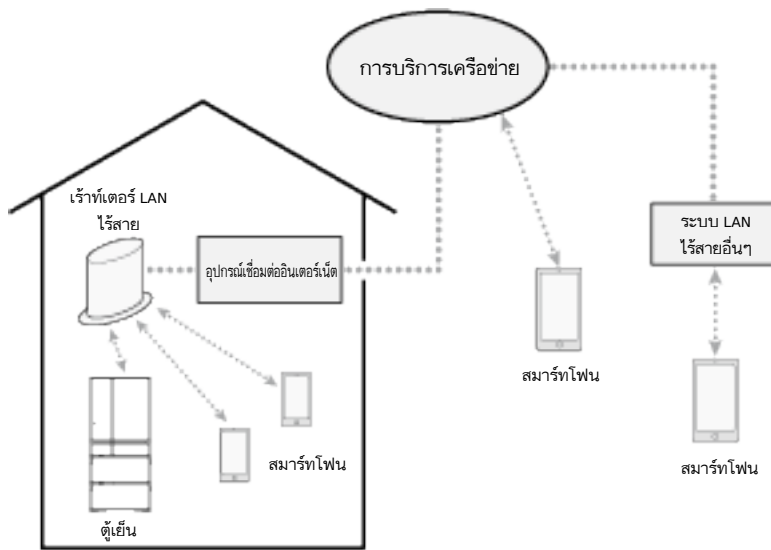 การบริการเครือข่าย
เร้าท์เตอร์ LAN
ไร้สาย
อุปกรณ์เชื่อมต่ออินเตอร์เน็ต
ระบบ LAN
ไร้สายอื่นๆ
สมาร์ทโฟน
สมาร์ทโฟน
สมาร์ทโฟน
ตู้เย็น